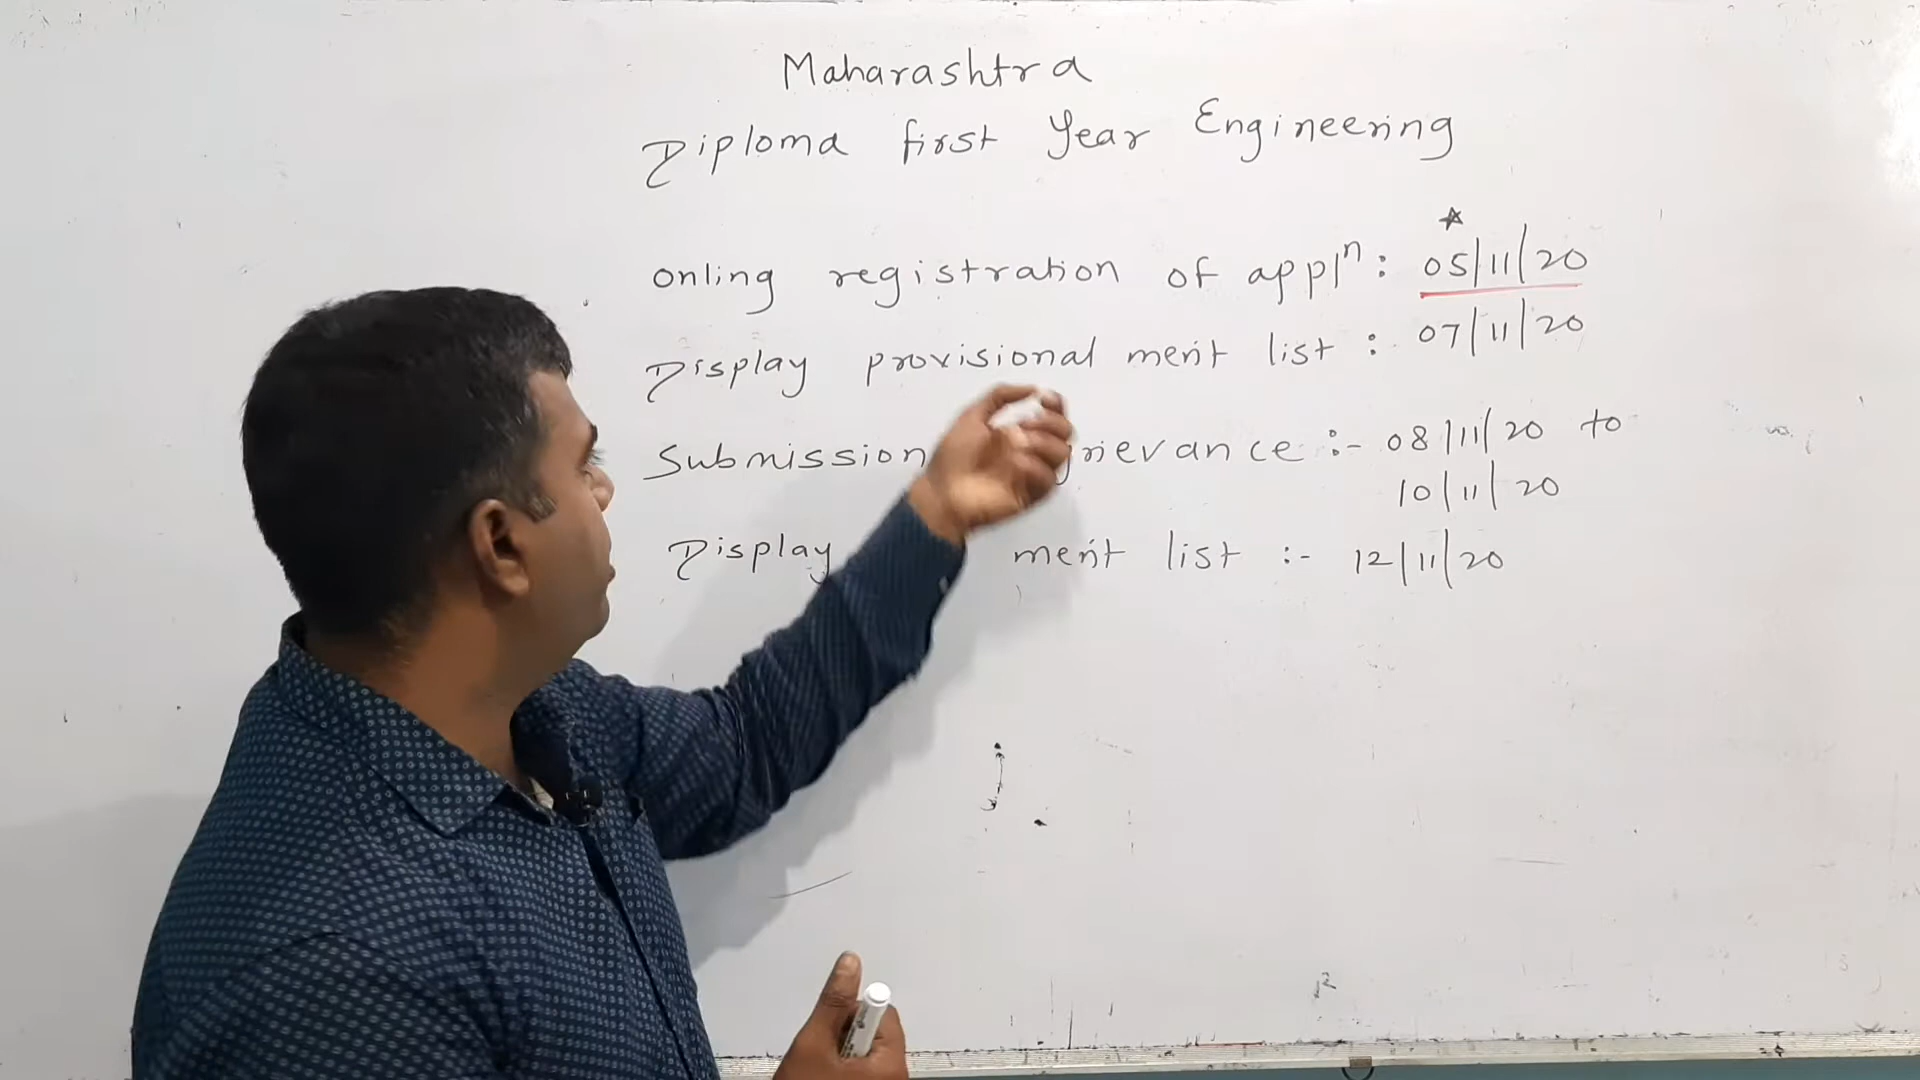 Maharashtra
Diploma first Year Engineering
Onling registration of applⁿ : 05/11/20
Display provisional merit list : 07/11/20
Submission rievance :- 08/11/20 to
10/11/20
Display merit list :- 12/11/20